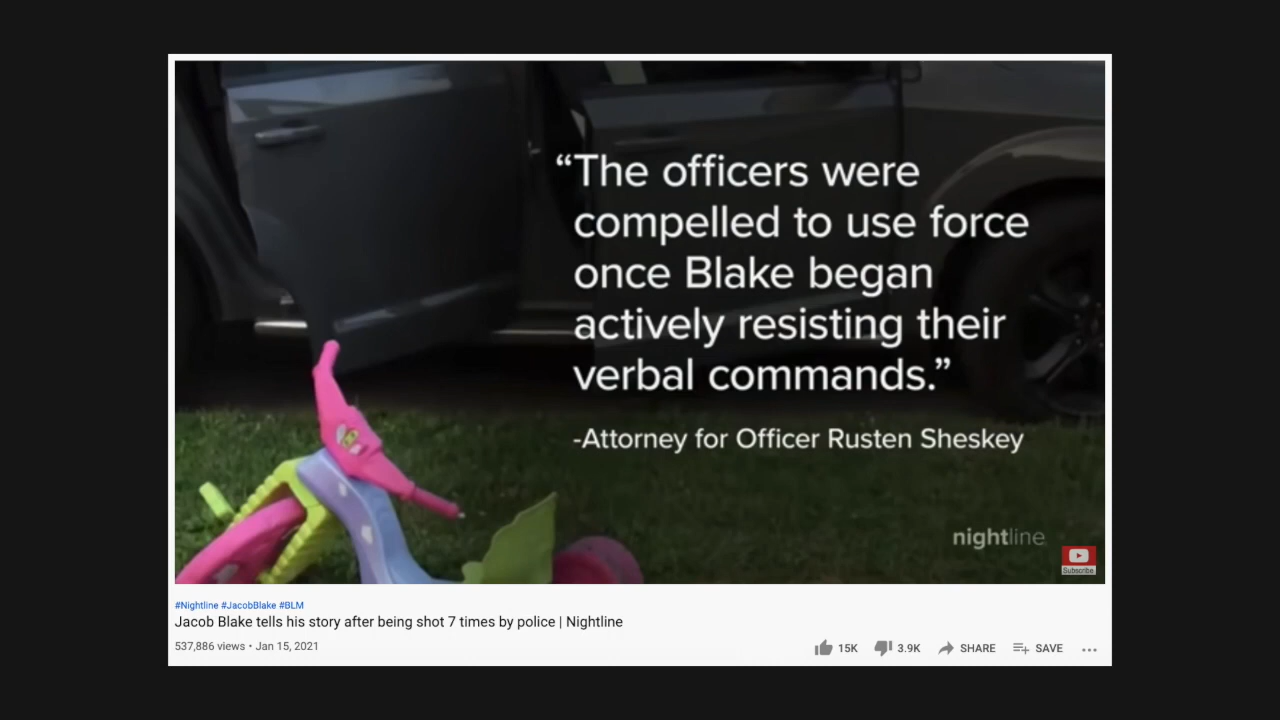 “The officers were
compelled to use force
once Blake began
actively resisting their
verbal commands.”
-Attorney for Officer Rusten Sheskey
nightline
Subscribe
#Nightline #JacobBlake #BLM
Jacob Blake tells his story after being shot 7 times by police | Nightline
537,886 views • Jan 15, 2021
15K 3.9K SHARE SAVE ...